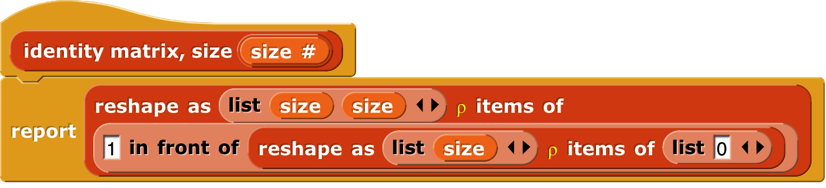 identity matrix, size size #
reshape as list size size ρ items of
report
1 in front of reshape as list size ρ items of list 0